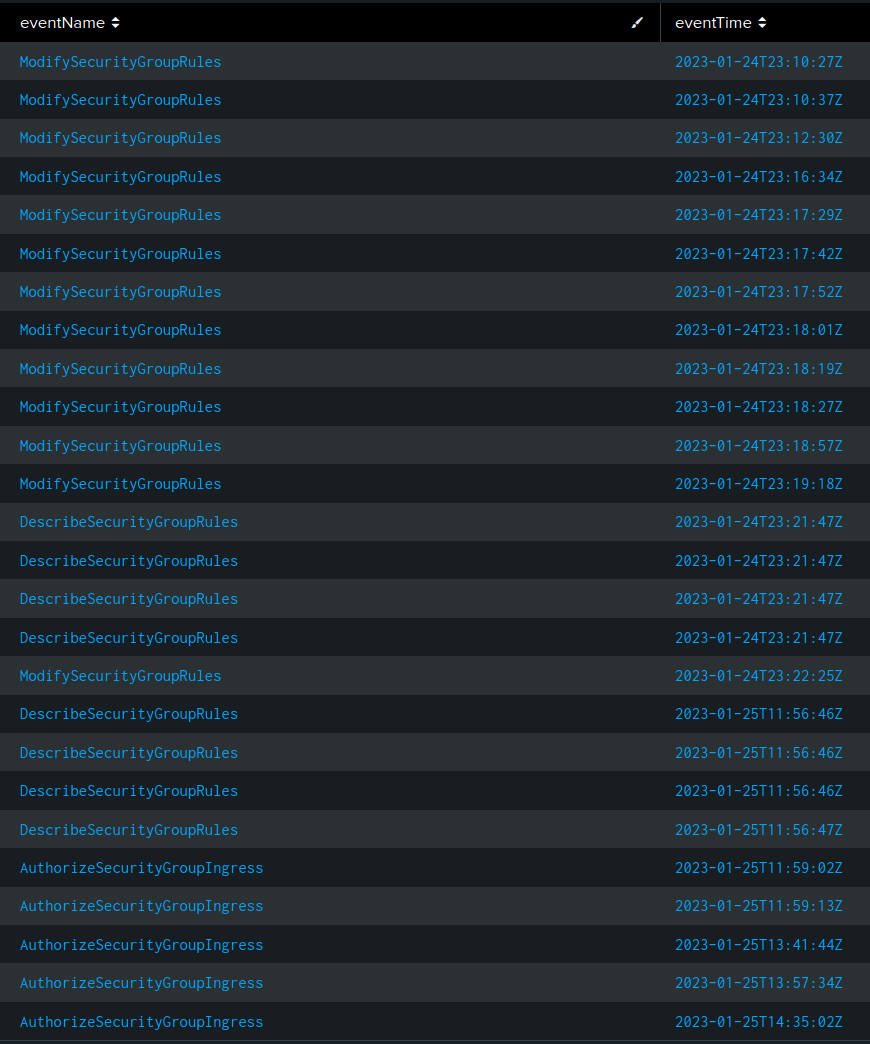 eventName eventTime
ModifySecurityGroupRules 2023-01-24T23:10:27Z
ModifySecurityGroupRules 2023-01-24T23:10:37Z
ModifySecurityGroupRules 2023-01-24T23:12:30Z
ModifySecurityGroupRules 2023-01-24T23:16:34Z
ModifySecurityGroupRules 2023-01-24T23:17:29Z
ModifySecurityGroupRules 2023-01-24T23:17:42Z
ModifySecurityGroupRules 2023-01-24T23:17:52Z
ModifySecurityGroupRules 2023-01-24T23:18:01Z
ModifySecurityGroupRules 2023-01-24T23:18:19Z
ModifySecurityGroupRules 2023-01-24T23:18:27Z
ModifySecurityGroupRules 2023-01-24T23:18:57Z
ModifySecurityGroupRules 2023-01-24T23:19:18Z
DescribeSecurityGroupRules 2023-01-24T23:21:47Z
DescribeSecurityGroupRules 2023-01-24T23:21:47Z
DescribeSecurityGroupRules 2023-01-24T23:21:47Z
DescribeSecurityGroupRules 2023-01-24T23:21:47Z
ModifySecurityGroupRules 2023-01-24T23:22:25Z
DescribeSecurityGroupRules 2023-01-25T11:56:46Z
DescribeSecurityGroupRules 2023-01-25T11:56:46Z
DescribeSecurityGroupRules 2023-01-25T11:56:46Z
DescribeSecurityGroupRules 2023-01-25T11:56:47Z
AuthorizeSecurityGroupIngress 2023-01-25T11:59:02Z
AuthorizeSecurityGroupIngress 2023-01-25T11:59:13Z
AuthorizeSecurityGroupIngress 2023-01-25T13:41:44Z
AuthorizeSecurityGroupIngress 2023-01-25T13:57:34Z
AuthorizeSecurityGroupIngress 2023-01-25T14:35:02Z